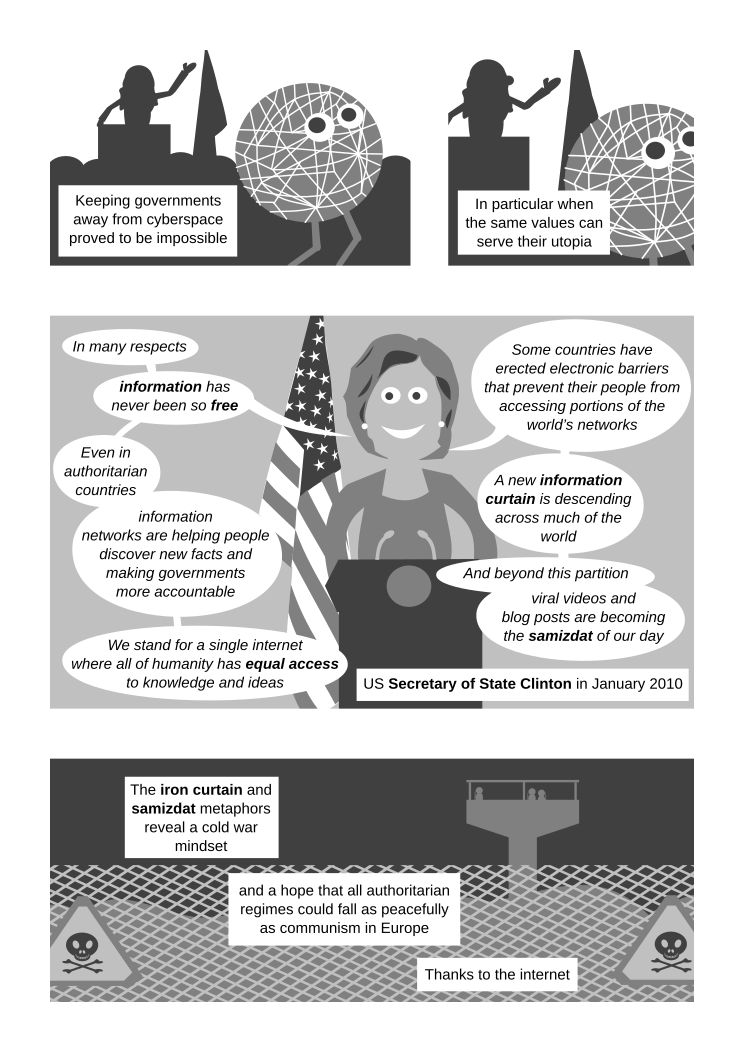 Keeping governments
away from cyberspace
proved to be impossible
In particular when
the same values can
serve their utopia
In many respects
information has
never been so free
Even in
authoritarian
countries
information
networks are helping people
discover new facts and
making governments
more accountable
We stand for a single internet
where all of humanity has equal access
to knowledge and ideas
Some countries have
erected electronic barriers
that prevent their people from
accessing portions of the
world’s networks
A new information
curtain is descending
across much of the
world
And beyond this partition
viral videos and
blog posts are becoming
the samizdat of our day
US Secretary of State Clinton in January 2010
The iron curtain and
samizdat metaphors
reveal a cold war
mindset
and a hope that all authoritarian
regimes could fall as peacefully
as communism in Europe
Thanks to the internet